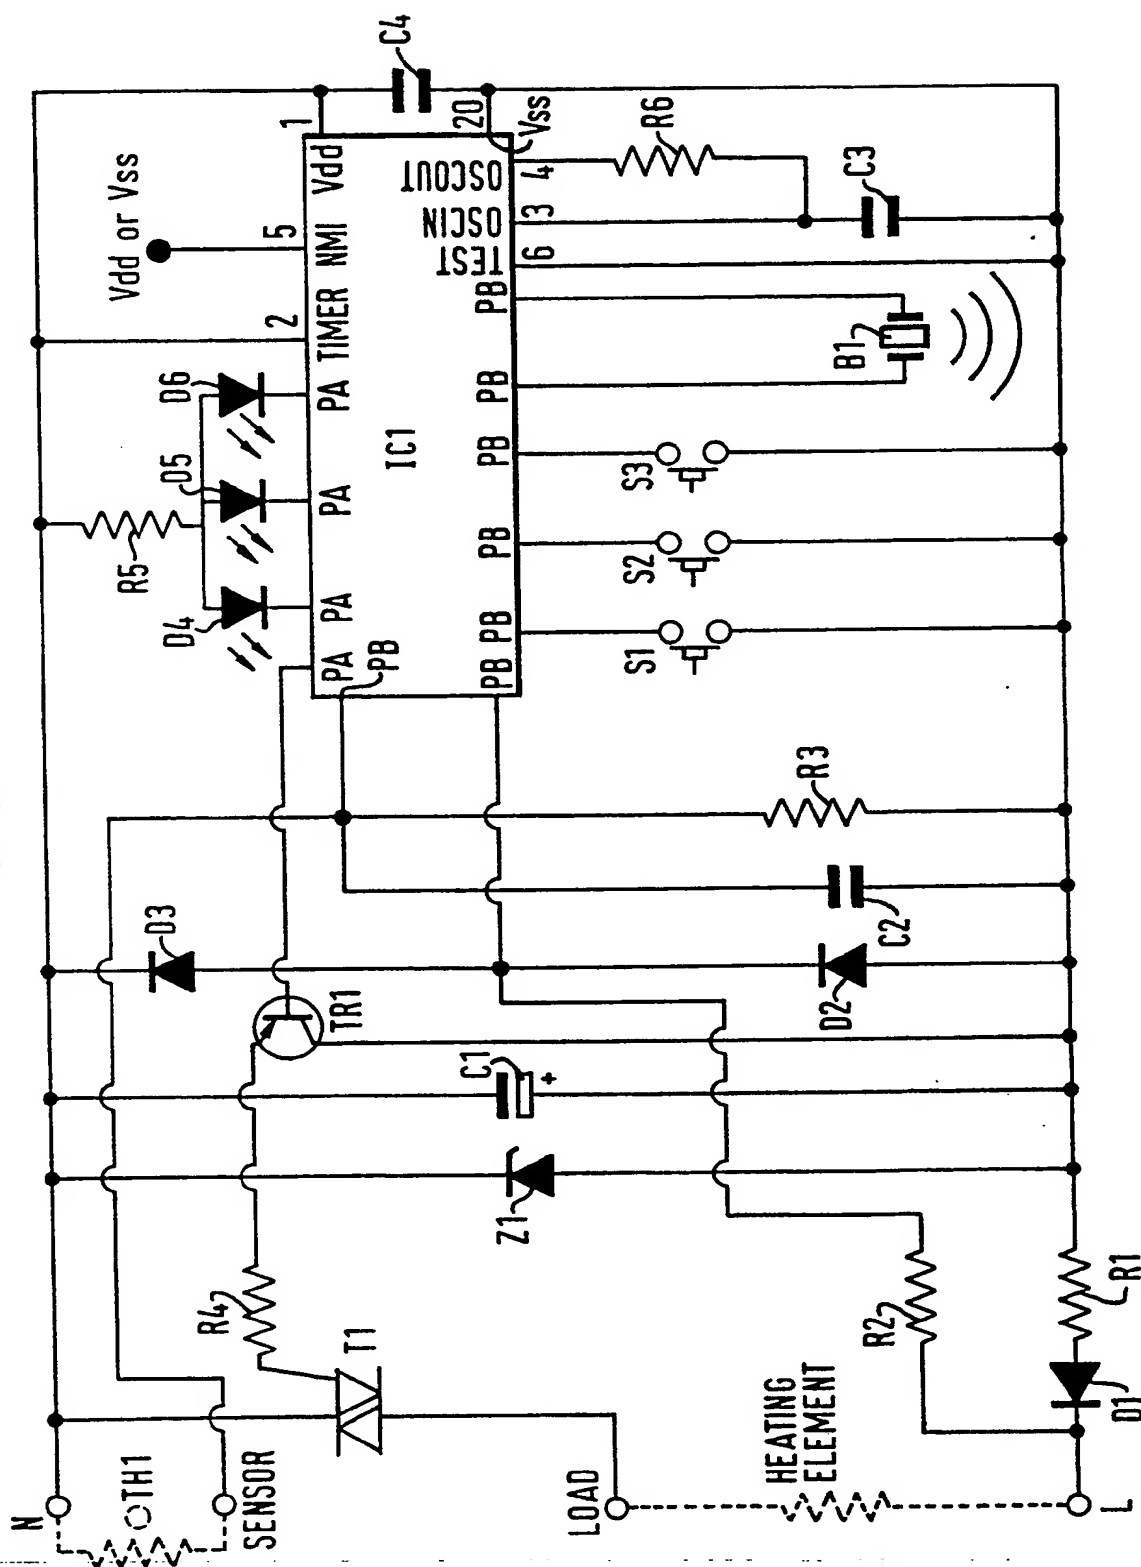 C4
1
20
Vdd or Vss
5
2
Vdd
Vss
R6
NMI
OSCOUT
4
C3
OSCIN
3
TIMER
TEST
6
PB
D6
PA
B1
PB
IC1
D5
PA
PB
S3
R5
PB
S2
D4
PA
PB
S1
PA
PB
PB
R3
D3
C2
TR1
D2
C1
+
Z1
R4
T1
R2
R1
D1
HEATING
ELEMENT
TH1
N
SENSOR
LOAD
L